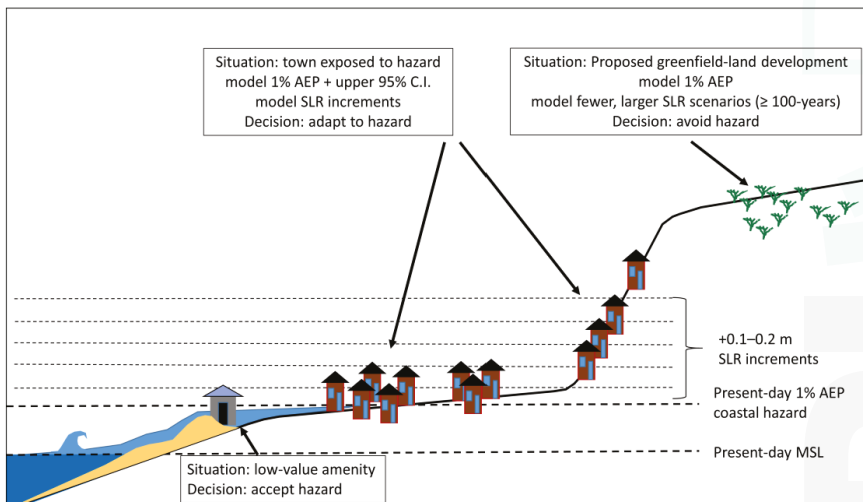 Situation: town exposed to hazard
model 1% AEP + upper 95% C.I.
model SLR increments
Decision: adapt to hazard
Situation: Proposed greenfield-land development
model 1% AEP
model fewer, larger SLR scenarios (≥ 100-years)
Decision: avoid hazard
+0.1–0.2 m
SLR increments
Present-day 1% AEP
coastal hazard
Present-day MSL
Situation: low-value amenity
Decision: accept hazard